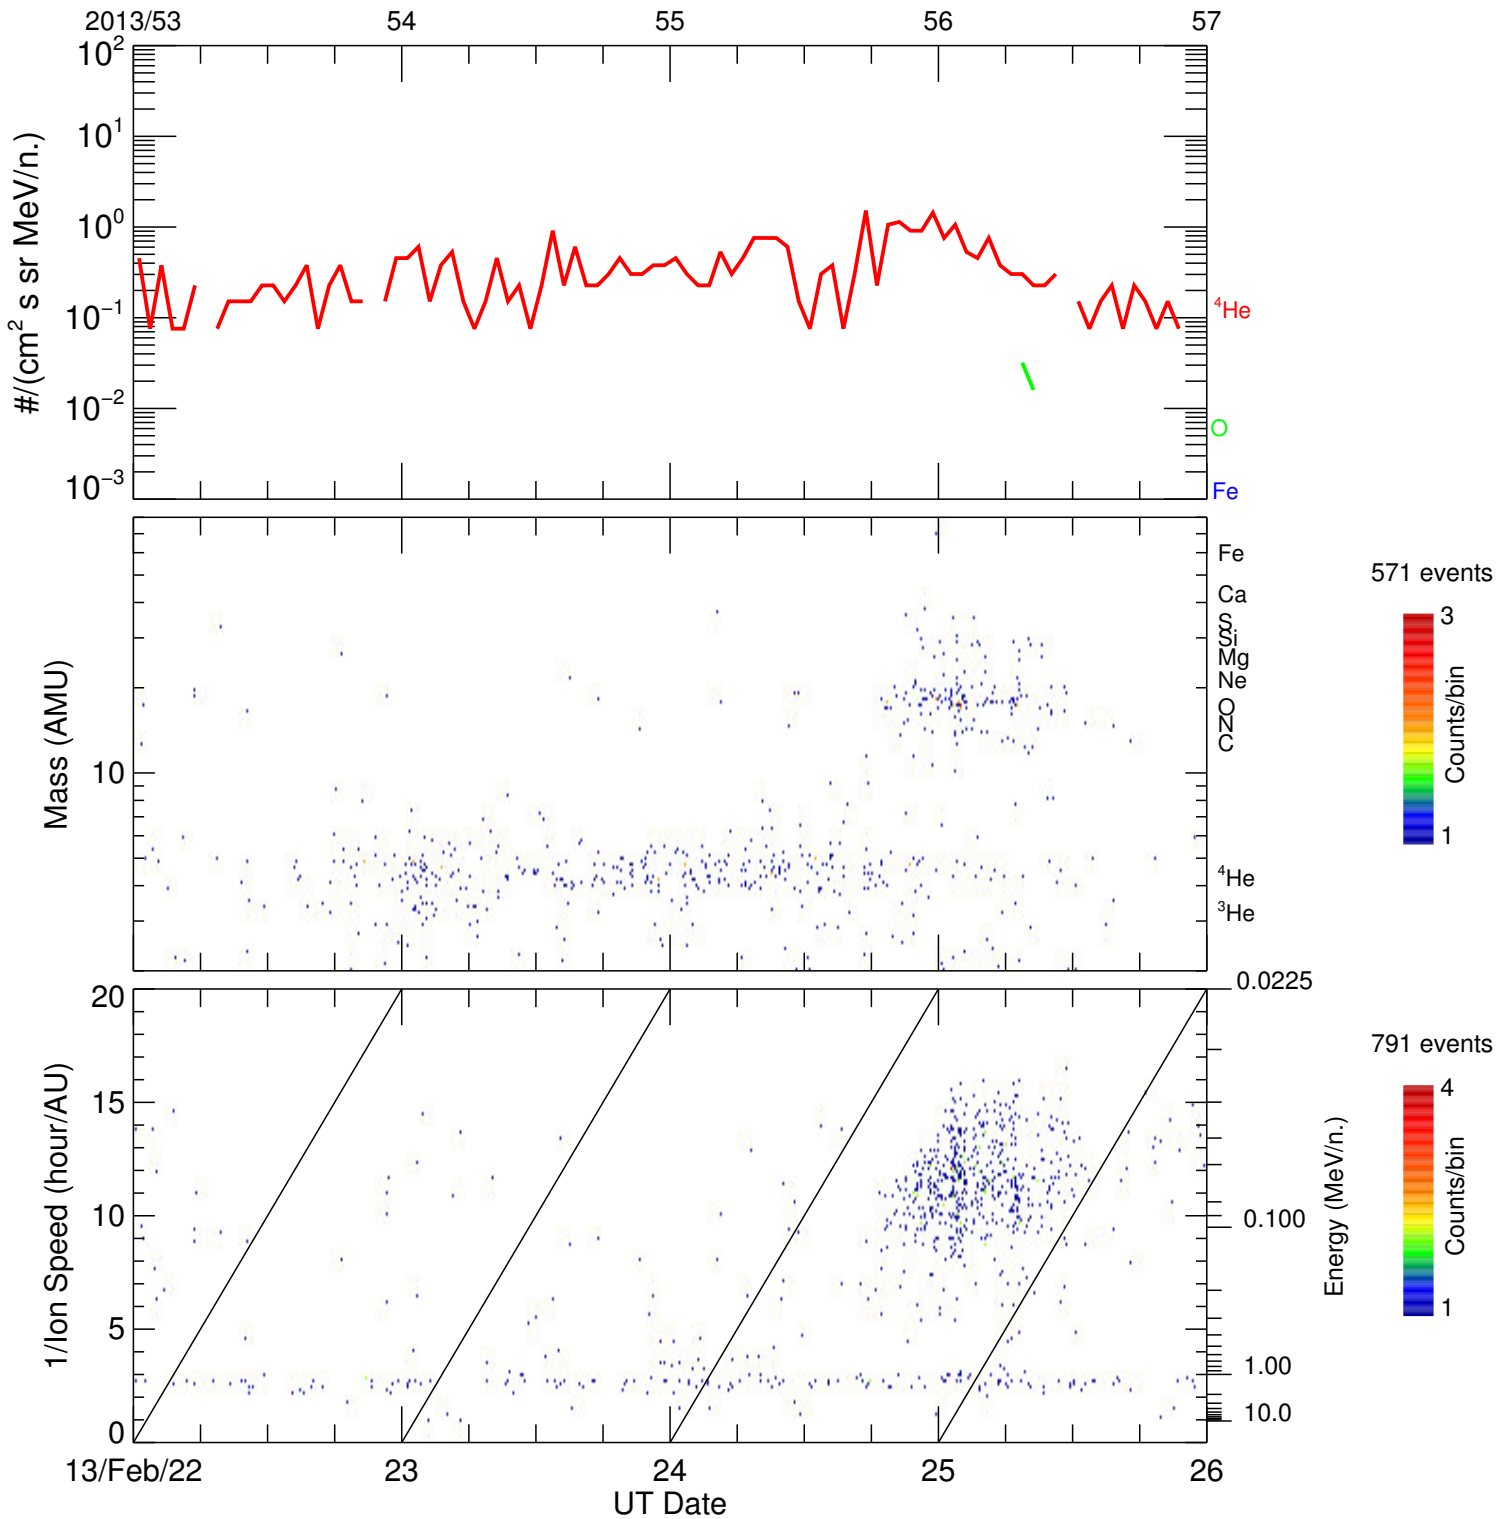 2013/53 54 55 56 57
10² 10¹ 10⁰ 10⁻¹ 10⁻² 10⁻³
#/(cm² s sr MeV/n.)
⁴He
O
Fe
Mass (AMU)
10
Fe
Ca
S
Si
Mg
Ne
O
N
C
⁴He
³He
571 events
3
Counts/bin
1
1/Ion Speed (hour/AU)
20
15
10
5
0
0.0225
0.100
1.00
10.0
Energy (MeV/n.)
791 events
4
Counts/bin
1
13/Feb/22 23 24 25 26
UT Date